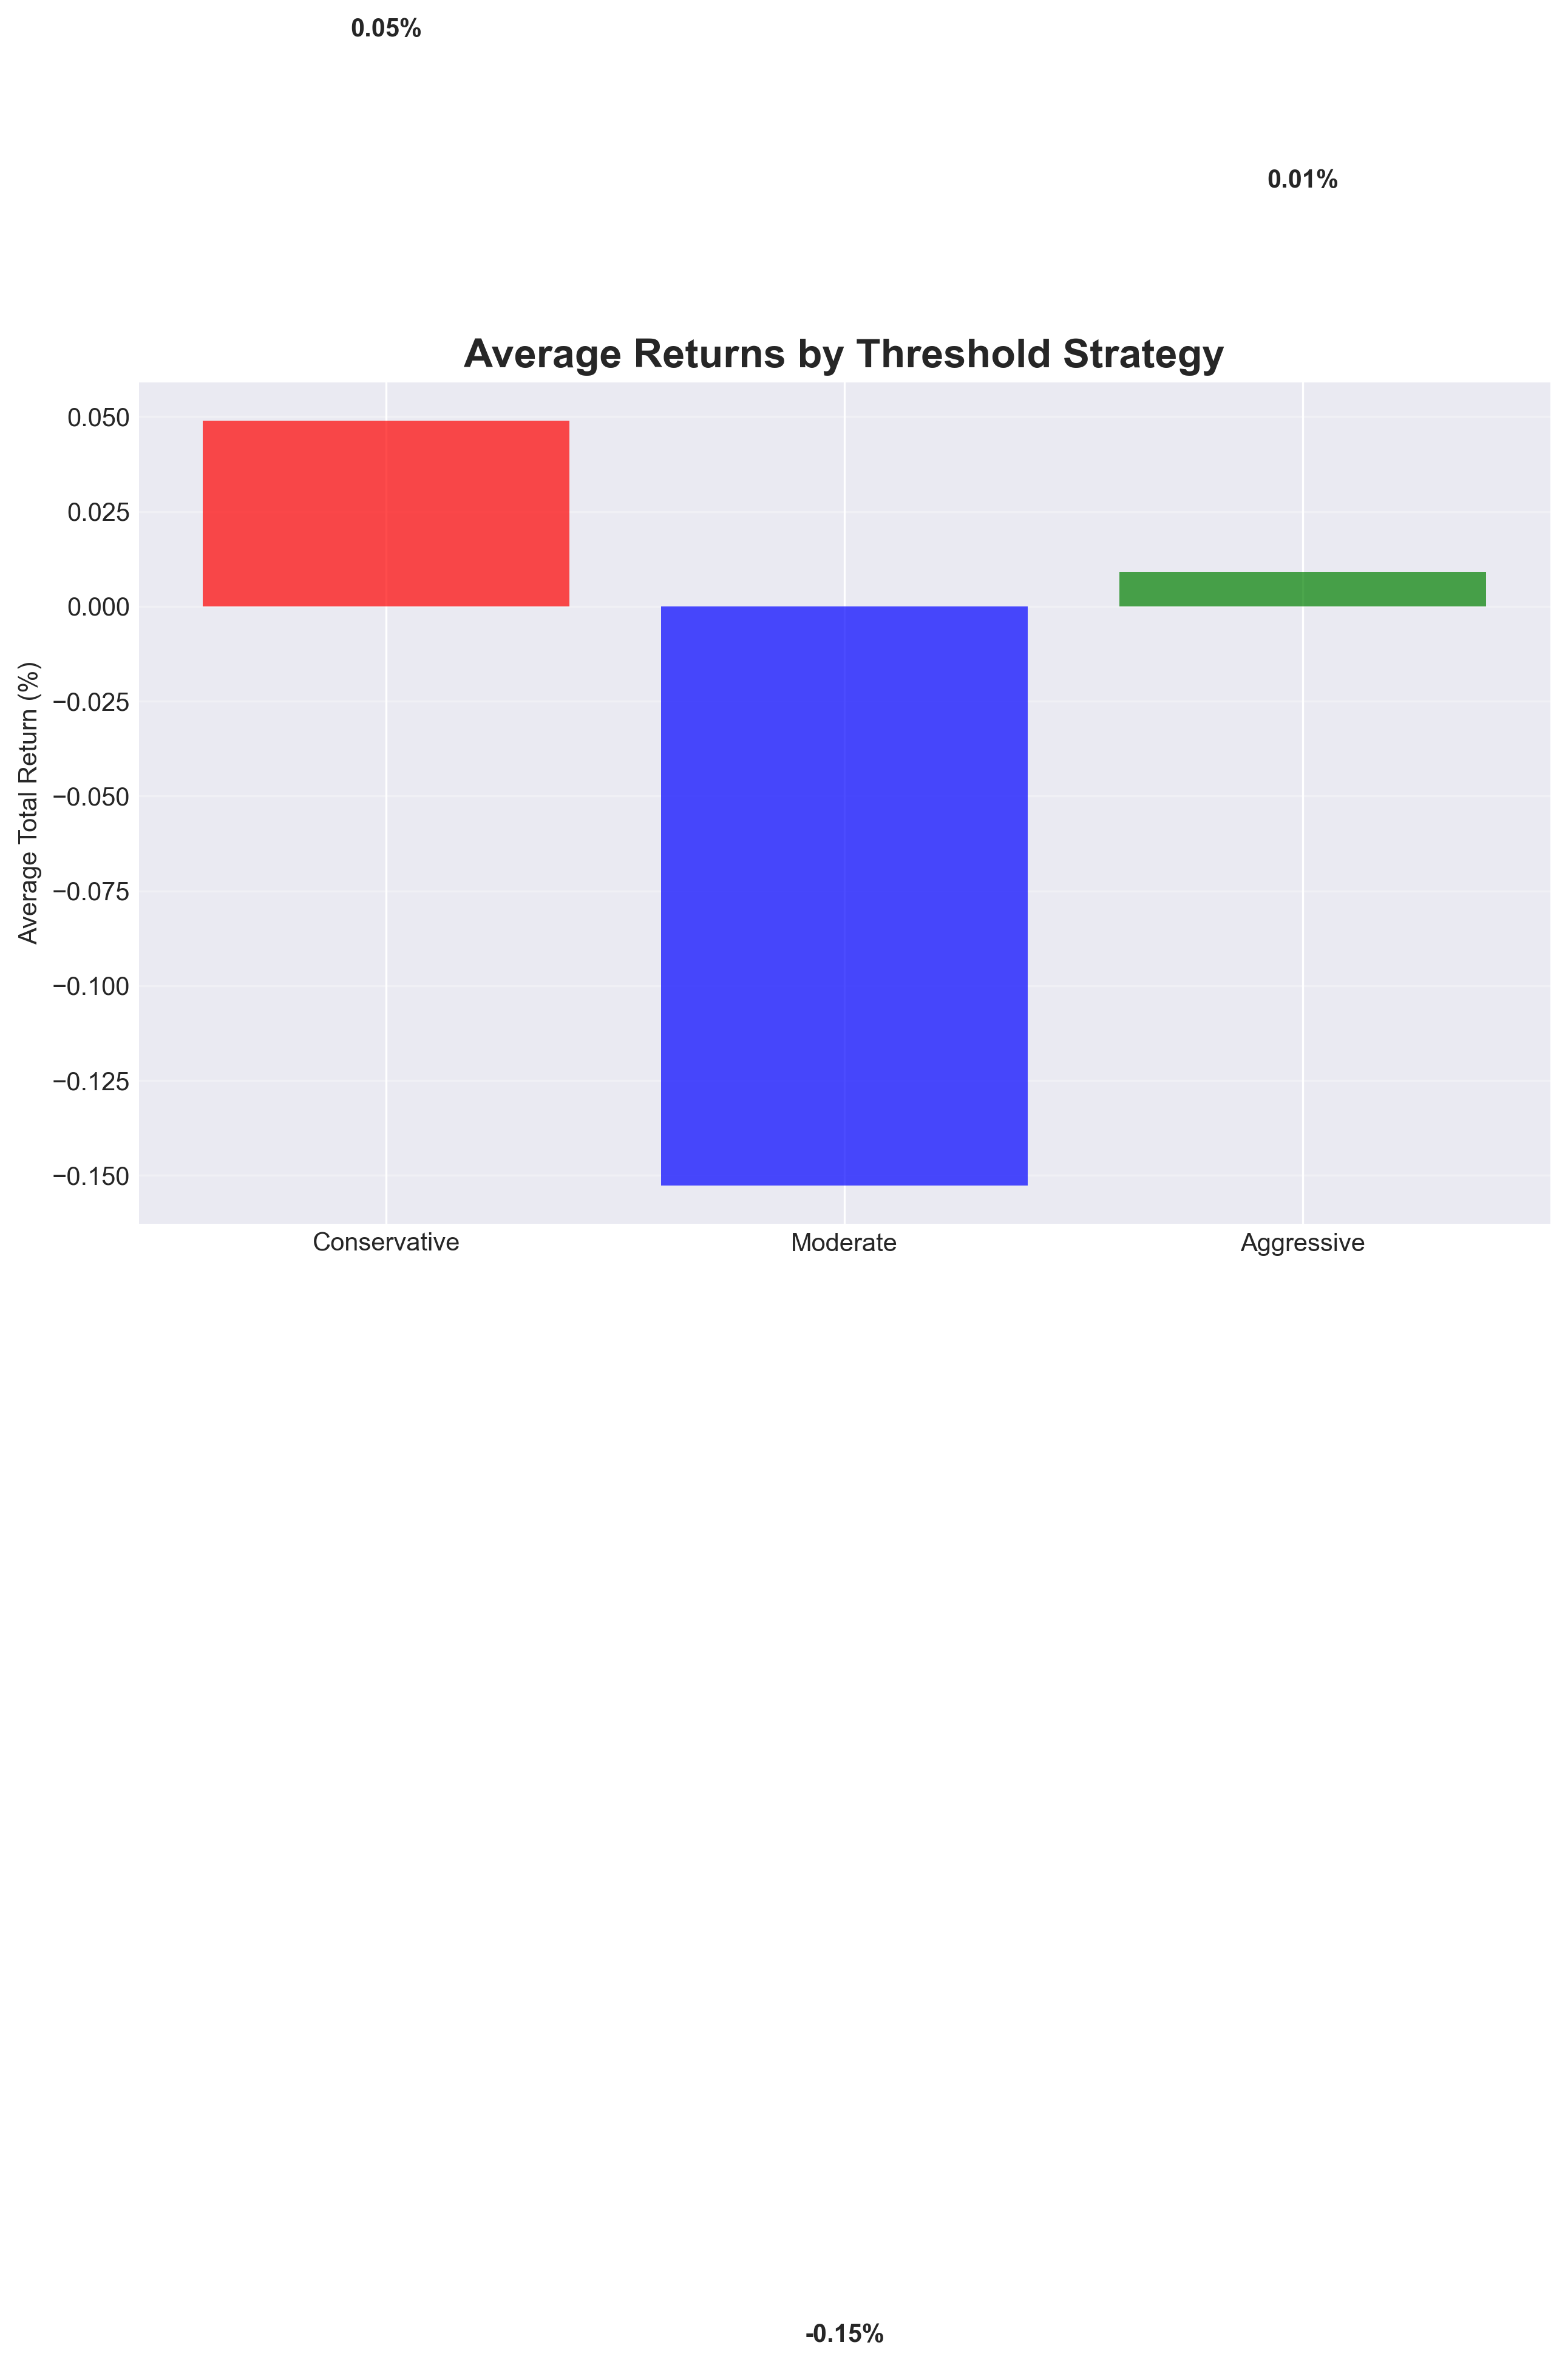 0.05%
0.01%
Average Returns by Threshold Strategy
Average Total Return (%)
0.050
0.025
0.000
−0.025
−0.050
−0.075
−0.100
−0.125
−0.150
Conservative
Moderate
Aggressive
-0.15%